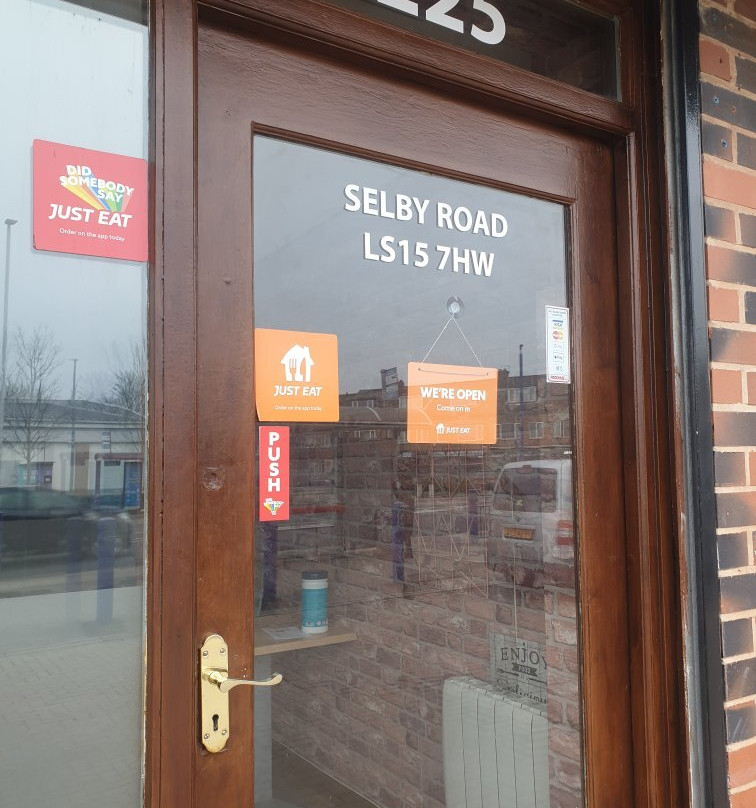 225
DID
SOMEBODY
SAY
JUST EAT
Order on the app today
SELBY ROAD
LS15 7HW
JUST EAT
Order on the app today
WE'RE OPEN
Come on in
JUST EAT
PUSH
VISA
ENJOY